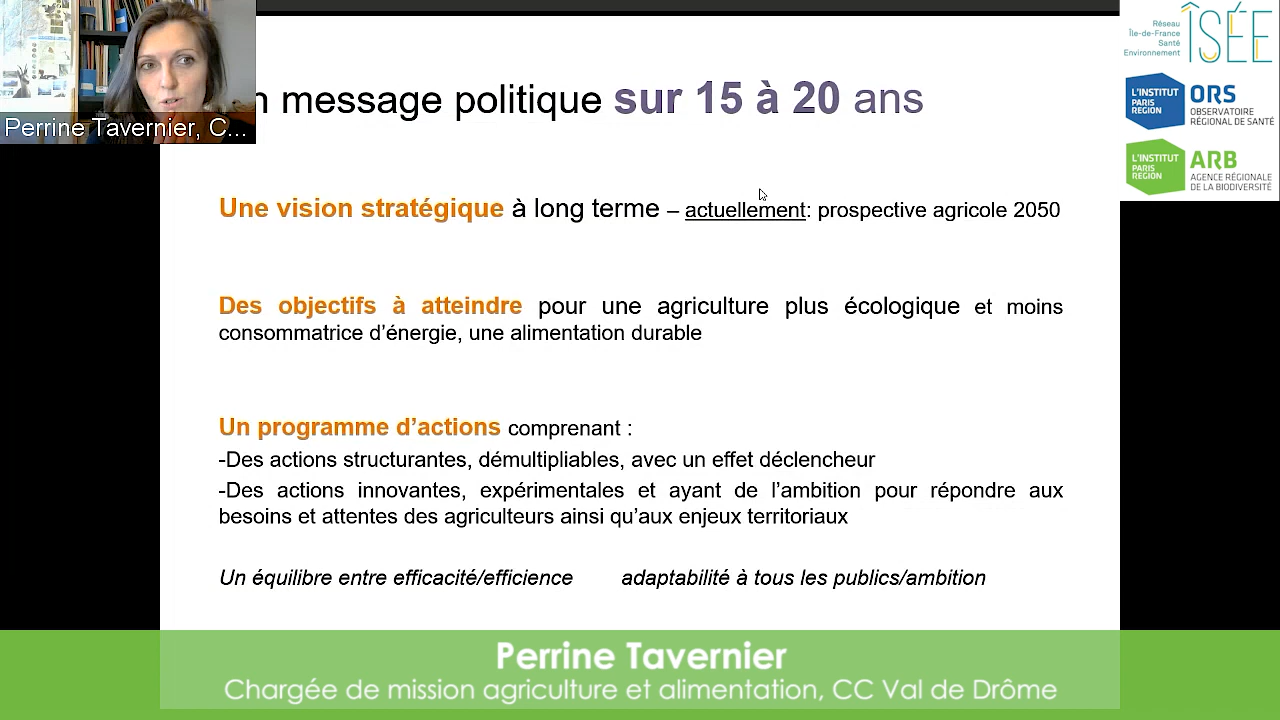 Perrine Tavernier, C...
message politique sur 15 à 20 ans
Réseau
Île-de-France
Santé
Environnement
ÎSÉE
L'INSTITUT
PARIS
REGION
ORS
OBSERVATOIRE
RÉGIONAL DE SANTÉ
L'INSTITUT
PARIS
REGION
ARB
AGENCE RÉGIONALE
DE LA BIODIVERSITÉ
Une vision stratégique à long terme – actuellement: prospective agricole 2050
Des objectifs à atteindre pour une agriculture plus écologique et moins
consommatrice d'énergie, une alimentation durable
Un programme d'actions comprenant :
-Des actions structurantes, démultipliables, avec un effet déclencheur
-Des actions innovantes, expérimentales et ayant de l'ambition pour répondre aux
besoins et attentes des agriculteurs ainsi qu'aux enjeux territoriaux
Un équilibre entre efficacité/efficience adaptabilité à tous les publics/ambition
Perrine Tavernier
Chargée de mission agriculture et alimentation, CC Val de Drôme